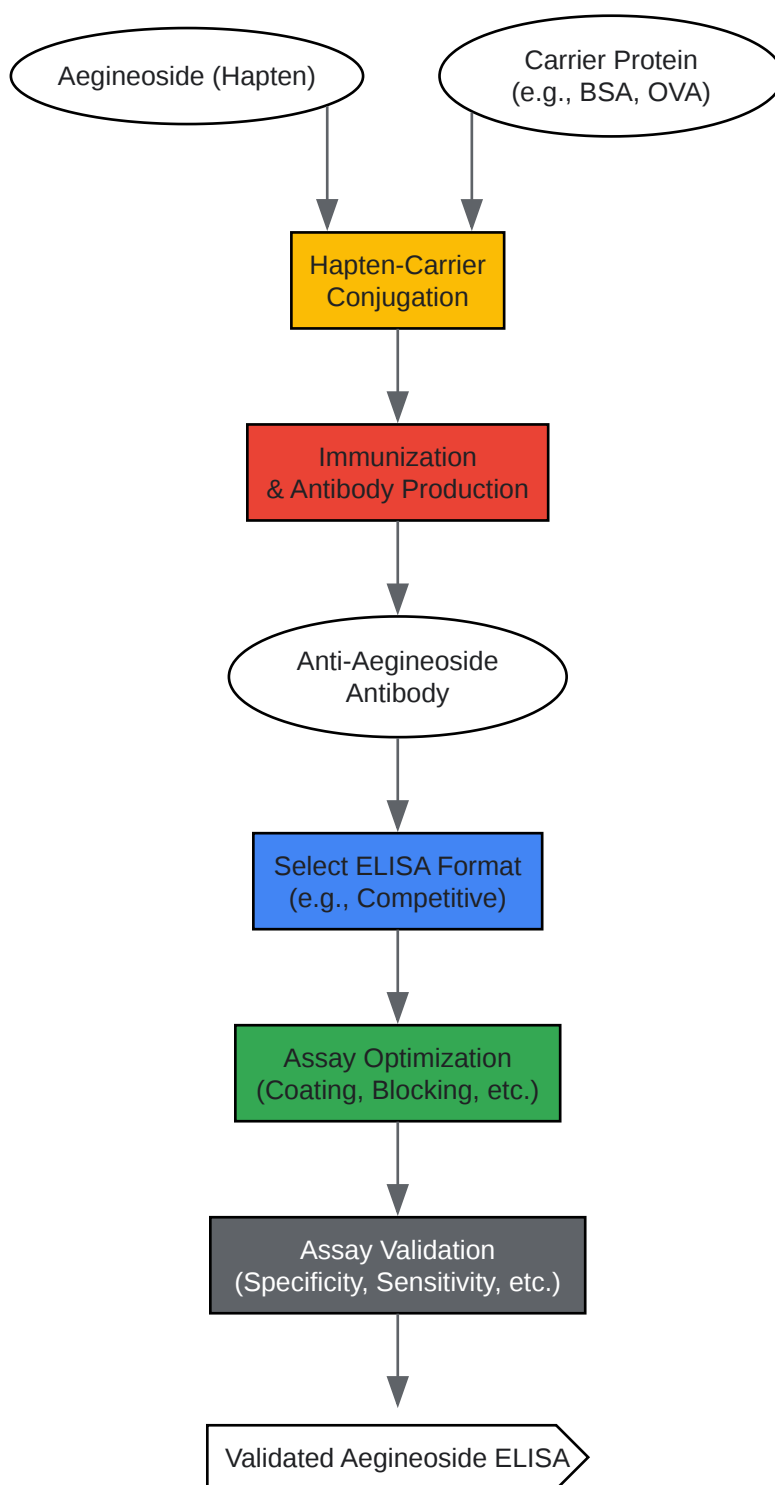 Aegineoside (Hapten)
Carrier Protein
(e.g., BSA, OVA)
Hapten-Carrier
Conjugation
Immunization
& Antibody Production
Anti-Aegineoside
Antibody
Select ELISA Format
(e.g., Competitive)
Assay Optimization
(Coating, Blocking, etc.)
Assay Validation
(Specificity, Sensitivity, etc.)
Validated Aegineoside ELISA